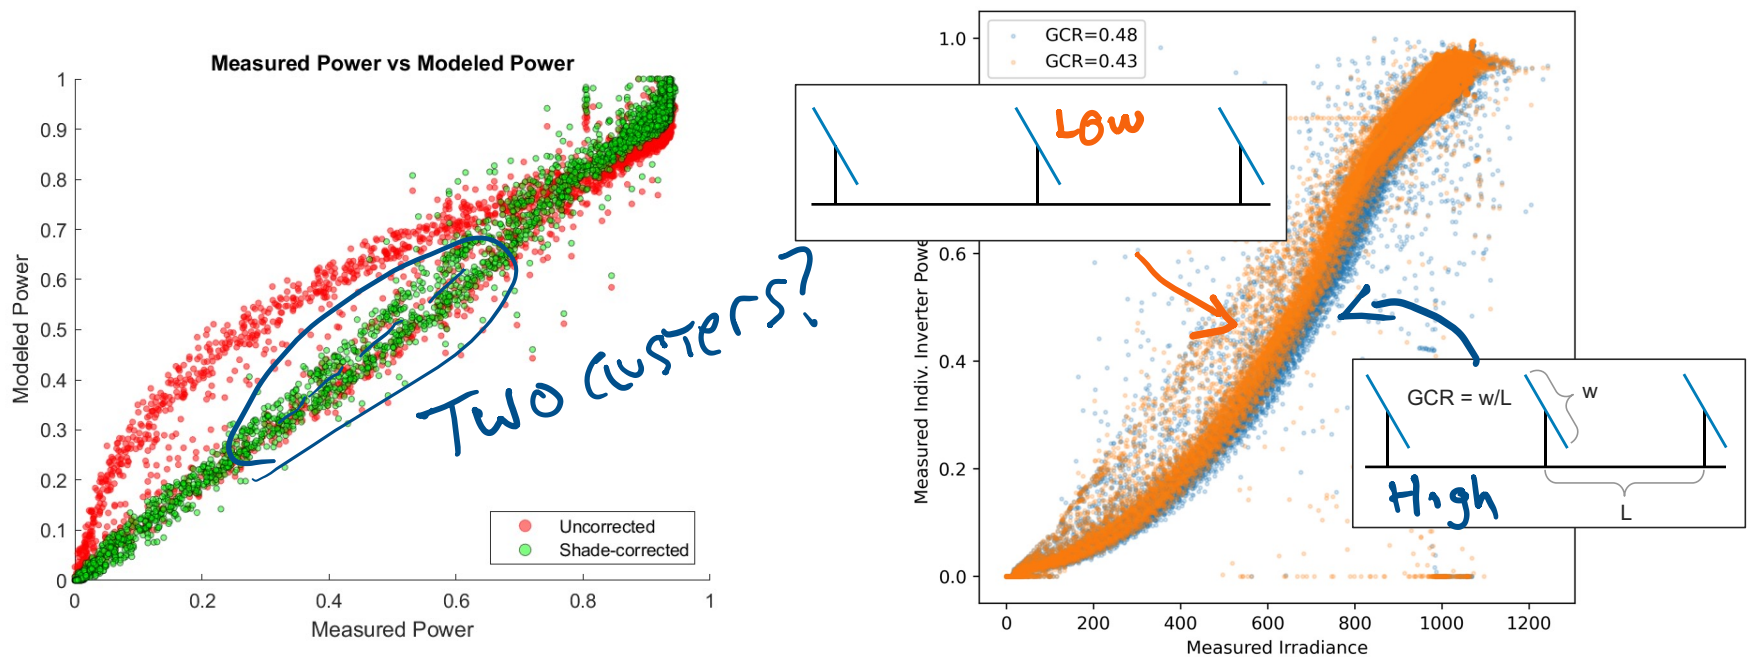 Measured Power vs Modeled Power
1
0.9
0.8
0.7
0.6
0.5
0.4
0.3
0.2
0.1
0
0
0.2
0.4
0.6
0.8
1
Modeled Power
Measured Power
Uncorrected
Shade-corrected
Two clusters?
GCR=0.48
GCR=0.43
1.0
0.6
0.4
0.2
0.0
0
200
400
600
800
1000
1200
Measured Indiv. Inverter
Measured Irradiance
Low
GCR = w/L
w
L
High